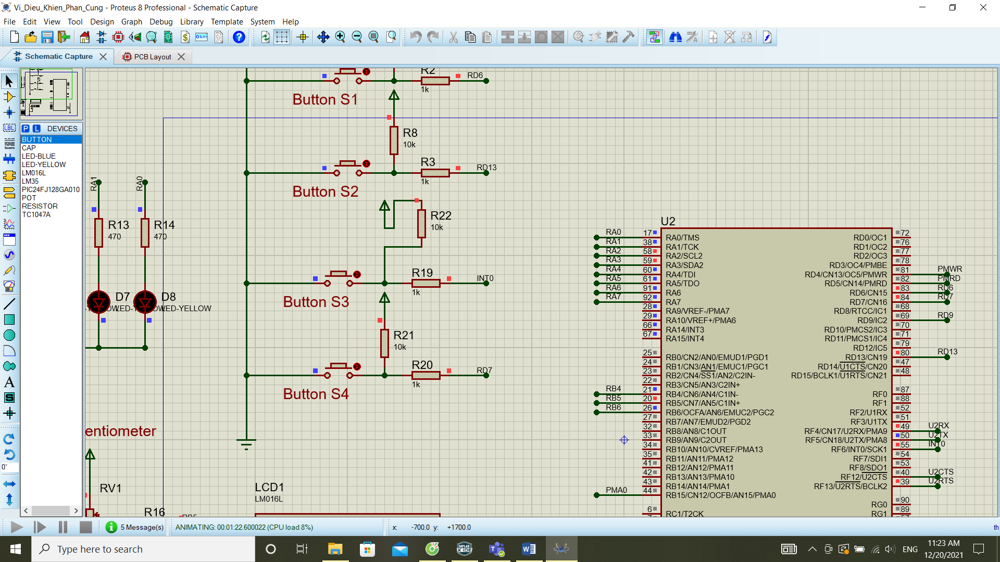 Vi_Dieu_Khien_Phan_Cung - Proteus 8 Professional - Schematic Capture
File Edit View Tool Design Graph Debug Library Template System Help
Schematic Capture
PCB Layout
P L DEVICES
BUTTON
CAP
LED-BLUE
LED-YELLOW
LM016L
LM35
PIC24FJ128GA010
POT
RESISTOR
TC1047A
LBL
A
S
0°
R2
1k
RD6
Button S1
R8
10k
R3
1k
RD13
Button S2
R22
10k
R19
1k
INT0
Button S3
R21
10k
R20
1k
RD7
Button S4
RA1
RA0
R13
470
R14
470
D7
D8
LED-YELLOW
entiometer
RV1
R16
LCD1
LM016L
U2
RA0 17 RA0/TMS
RA1 38 RA1/TCK
RA2 58 RA2/SCL2
RA3 59 RA3/SDA2
RA4 60 RA4/TDI
RA5 61 RA5/TDO
RA6 91 RA6
RA7 92 RA7
28 RA9/VREF-/PMA7
29 RA10/VREF+/PMA6
66 RA14/INT3
67 RA15/INT4
25 RB0/CN2/AN0/EMUD1/PGD1
24 RB1/CN3/AN1/EMUC1/PGC1
23 RB2/CN4/SS1/AN2/C2IN-
22 RB3/CN5/AN3/C2IN+
RB4 21 RB4/CN6/AN4/C1IN-
RB5 20 RB5/CN7/AN5/C1IN+
RB6 26 RB6/OCFA/AN6/EMUC2/PGC2
27 RB7/AN7/EMUD2/PGD2
32 RB8/AN8/C1OUT
33 RB9/AN9/C2OUT
34 RB10/AN10/CVREF/PMA13
35 RB11/AN11/PMA12
41 RB12/AN12/PMA11
42 RB13/AN13/PMA10
43 RB14/AN14/PMA1
PMA0 44 RB15/CN12/OCFB/AN15/PMA0
6 RC1/T2CK
RD0/OC1 72
RD1/OC2 76
RD2/OC3 77
RD3/OC4/PMBE 78
RD4/CN13/OC5/PMWR 81 PMWR
RD5/CN14/PMRD 82 PMRD
RD6/CN15 83 RD6
RD7/CN16 84 RD7
RD8/RTCC/IC1 68
RD9/IC2 69 RD9
RD10/PMCS2/IC3 70
RD11/PMCS1/IC4 71
RD12/IC5 79
RD13/CN19 80 RD13
RD14/U1CTS/CN20 47
RD15/BCLK1/U1RTS/CN21 48
RF0 87
RF1 88
RF2/U1RX 52
RF3/U1TX 51
RF4/CN17/U2RX/PMA9 49 U2RX
RF5/CN18/U2TX/PMA8 50 U2TX
RF6/INT0/SCK1 55 INT0
RF7/SDI1 54
RF8/SDO1 53
RF12/U2CTS 40 U2CTS
RF13/U2RTS/BCLK2 39 U2RTS
RG0 90
RG1 89
5 Message(s)
ANIMATING: 00:01:22.600022 (CPU load 8%)
x: -700.0 y: +1700.0
th
Type here to search
ENG
11:23 AM
12/20/2021